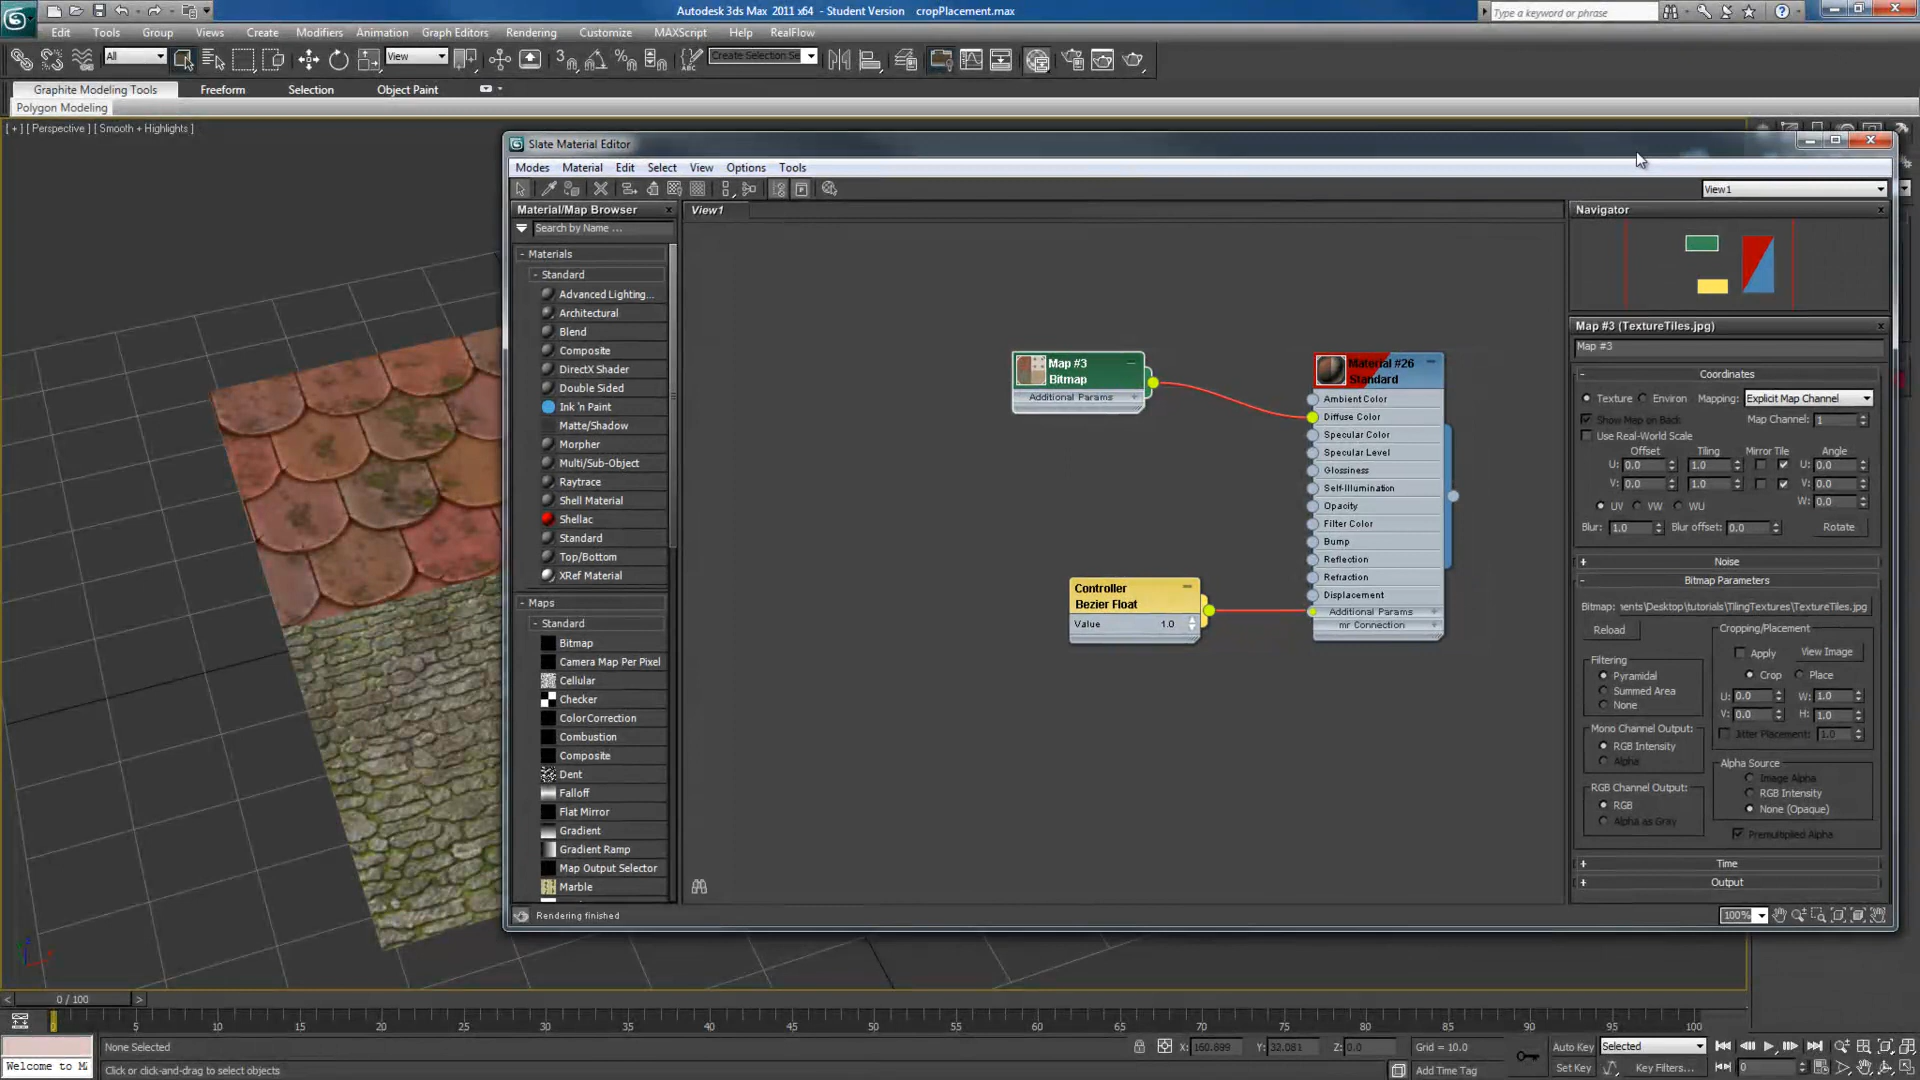 Autodesk 3ds Max 2011 x64 - Student Version cropPlacement.max
Type a keyword or phrase
Edit Tools Group Views Create Modifiers Animation Graph Editors Rendering Customize MAXScript Help RealFlow
All View Create Selection Se
Graphite Modeling Tools Freeform Selection Object Paint
Polygon Modeling
[ + ] [ Perspective ] [ Smooth + Highlights ]
Slate Material Editor
Modes Material Edit Select View Options Tools
View1
Material/Map Browser
View1
Navigator
Search by Name ...
- Materials
- Standard
Advanced Lighting...
Architectural
Blend
Composite
DirectX Shader
Double Sided
Ink 'n Paint
Matte/Shadow
Morpher
Multi/Sub-Object
Raytrace
Shell Material
Shellac
Standard
Top/Bottom
XRef Material
- Maps
- Standard
Bitmap
Camera Map Per Pixel
Cellular
Checker
Color Correction
Combustion
Composite
Dent
Falloff
Flat Mirror
Gradient
Gradient Ramp
Map Output Selector
Marble
Rendering finished
Map #3
Bitmap
Additional Params +
Controller
Bezier Float
Value 1.0
Material #26
Standard
Ambient Color
Diffuse Color
Specular Color
Specular Level
Glossiness
Self-Illumination
Opacity
Filter Color
Bump
Reflection
Refraction
Displacement
Additional Params +
mr Connection +
Map #3 (TextureTiles.jpg)
Map #3
- Coordinates
Texture Environ Mapping: Explicit Map Channel
Show Map on Back Map Channel: 1
Use Real-World Scale
Offset Tiling Mirror Tile Angle
U: 0.0 1.0 U: 0.0
V: 0.0 1.0 V: 0.0
W: 0.0
UV VW WU
Blur: 1.0 Blur offset: 0.0 Rotate
+ Noise
- Bitmap Parameters
Bitmap: nents\Desktop\tutorials\TilingTextures\TextureTiles.jpg
Reload
Cropping/Placement
Apply View Image
Crop Place
U: 0.0 W: 1.0
V: 0.0 H: 1.0
Jitter Placement: 1.0
Filtering
Pyramidal
Summed Area
None
Mono Channel Output:
RGB Intensity
Alpha
RGB Channel Output:
RGB
Alpha as Gray
Alpha Source
Image Alpha
RGB Intensity
None (Opaque)
Premultiplied Alpha
+ Time
+ Output
100%
< 0 / 100 >
0 5 10 15 20 25 30 35 40 45 50 55 60 65 70 75 80 85 90 95 100
None Selected X: 160.699 Y: 32.081 Z: 0.0 Grid = 10.0 Auto Key Selected
Welcome to M Click or click-and-drag to select objects Add Time Tag Set Key Key Filters... 0